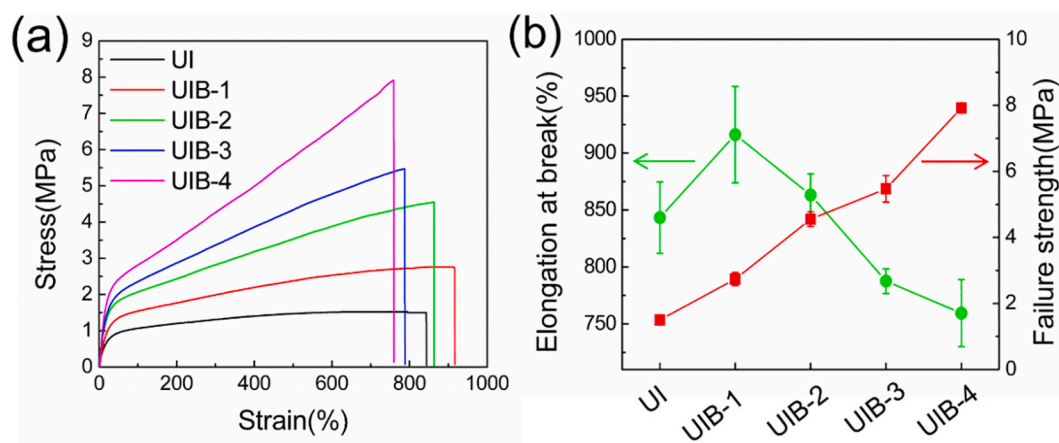 (a)
9
8
7
6
5
4
3
2
1
0
Stress(MPa)
UI
UIB-1
UIB-2
UIB-3
UIB-4
0 200 400 600 800 1000
Strain(%)
(b)
1000
950
900
850
800
750
Elongation at break(%)
10
8
6
4
2
0
Failure strength(MPa)
UI
UIB-1
UIB-2
UIB-3
UIB-4